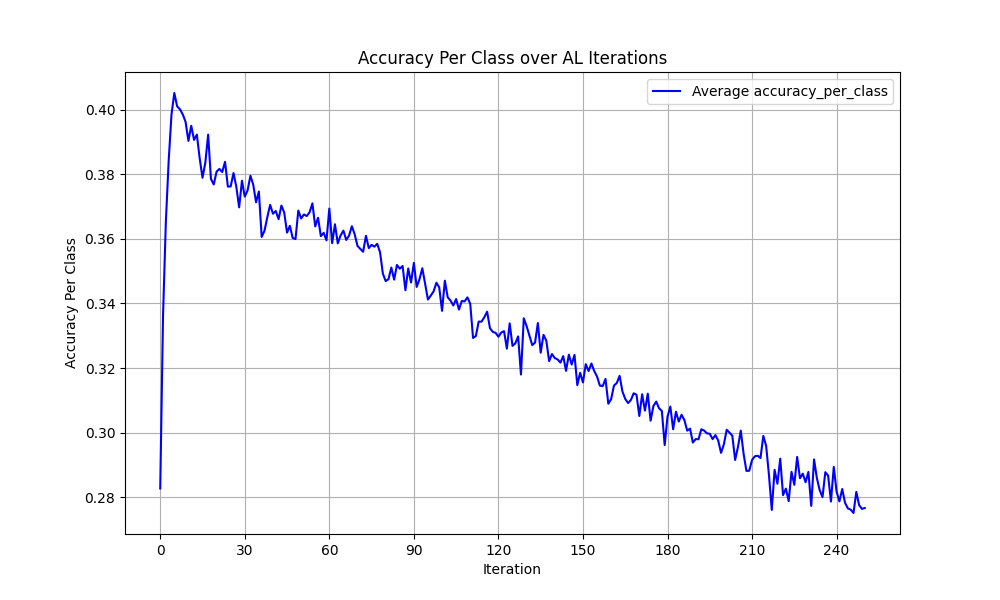 Accuracy Per Class over AL Iterations
Average accuracy_per_class
Accuracy Per Class
0.40
0.38
0.36
0.34
0.32
0.30
0.28
0 30 60 90 120 150 180 210 240
Iteration